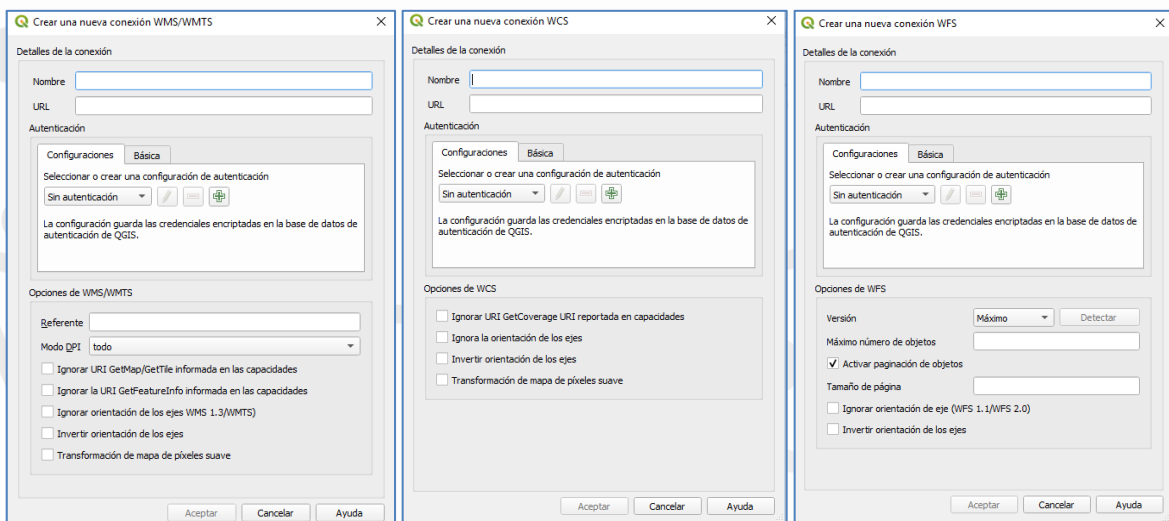 Crear una nueva conexión WMS/WMTS
Detalles de la conexión
Nombre
URL
Autenticación
Configuraciones
Básica
Seleccionar o crear una configuración de autenticación
Sin autenticación
La configuración guarda las credenciales encriptadas en la base de datos de
autenticación de QGIS.
Opciones de WMS/WMTS
Referente
Modo DPI
todo
Ignorar URI GetMap/GetTile informada en las capacidades
Ignorar la URI GetFeatureInfo informada en las capacidades
Ignorar orientación de los ejes WMS 1.3/WMTS)
Invertir orientación de los ejes
Transformación de mapa de píxeles suave
Aceptar
Cancelar
Ayuda
Crear una nueva conexión WCS
Detalles de la conexión
Nombre
URL
Autenticación
Configuraciones
Básica
Seleccionar o crear una configuración de autenticación
Sin autenticación
La configuración guarda las credenciales encriptadas en la base de datos de
autenticación de QGIS.
Opciones de WCS
Ignorar URI GetCoverage URI reportada en capacidades
Ignora la orientación de los ejes
Invertir orientación de los ejes
Transformación de mapa de píxeles suave
Aceptar
Cancelar
Ayuda
Crear una nueva conexión WFS
Detalles de la conexión
Nombre
URL
Autenticación
Configuraciones
Básica
Seleccionar o crear una configuración de autenticación
Sin autenticación
La configuración guarda las credenciales encriptadas en la base de datos de
autenticación de QGIS.
Opciones de WFS
Versión
Máximo
Detectar
Máximo número de objetos
Activar paginación de objetos
Tamaño de página
Ignorar orientación de eje (WFS 1.1/WFS 2.0)
Invertir orientación de los ejes
Aceptar
Cancelar
Ayuda